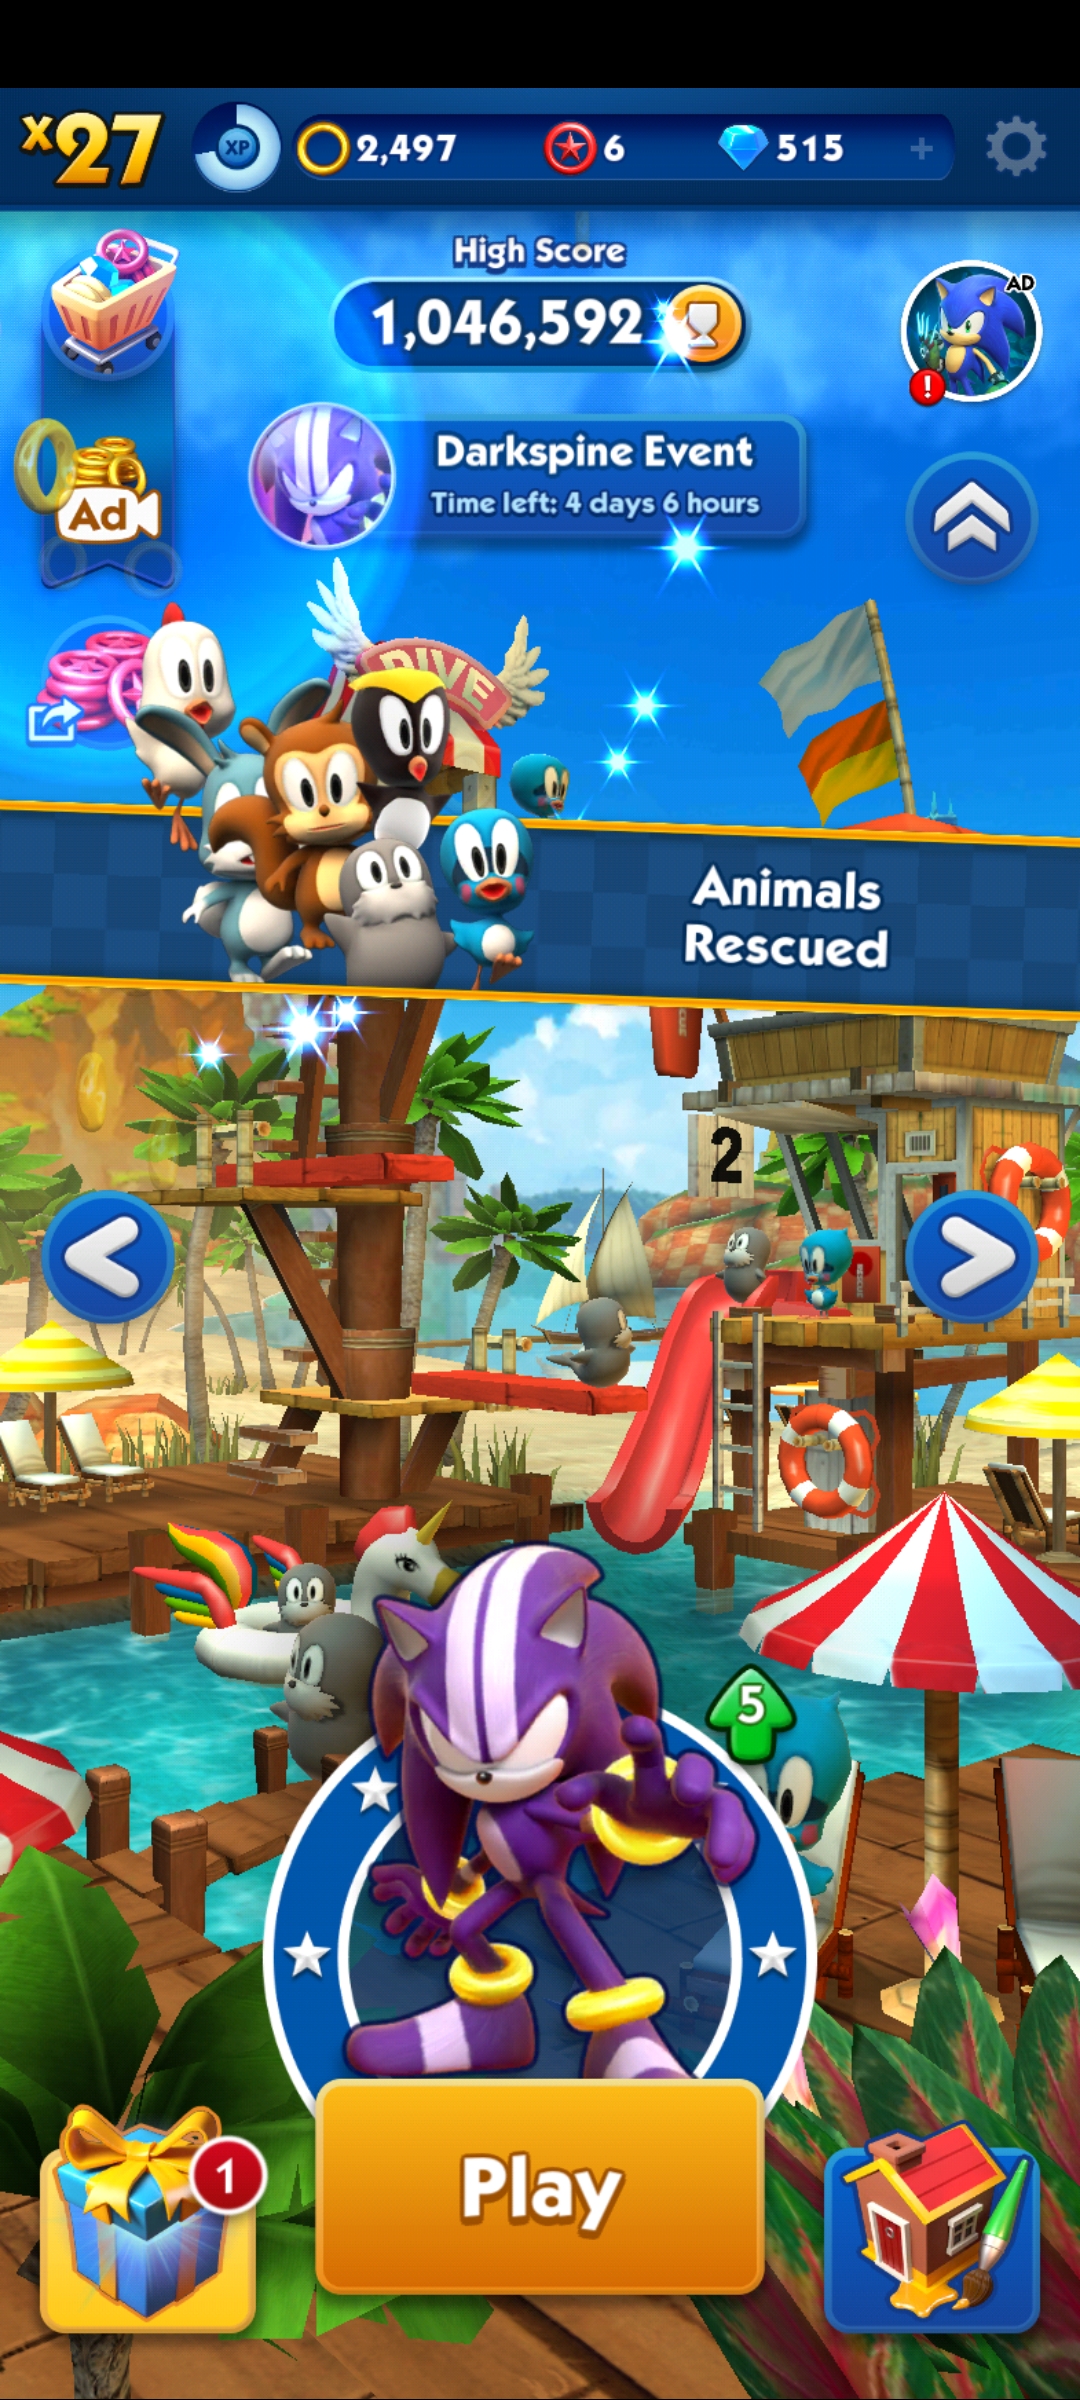 x27
XP
2,497
6
515
+
High Score
1,046,592
AD
!
Darkspine Event
Time left: 4 days 6 hours
Ad
DIVE
Animals
Rescued
2
5
1
Play